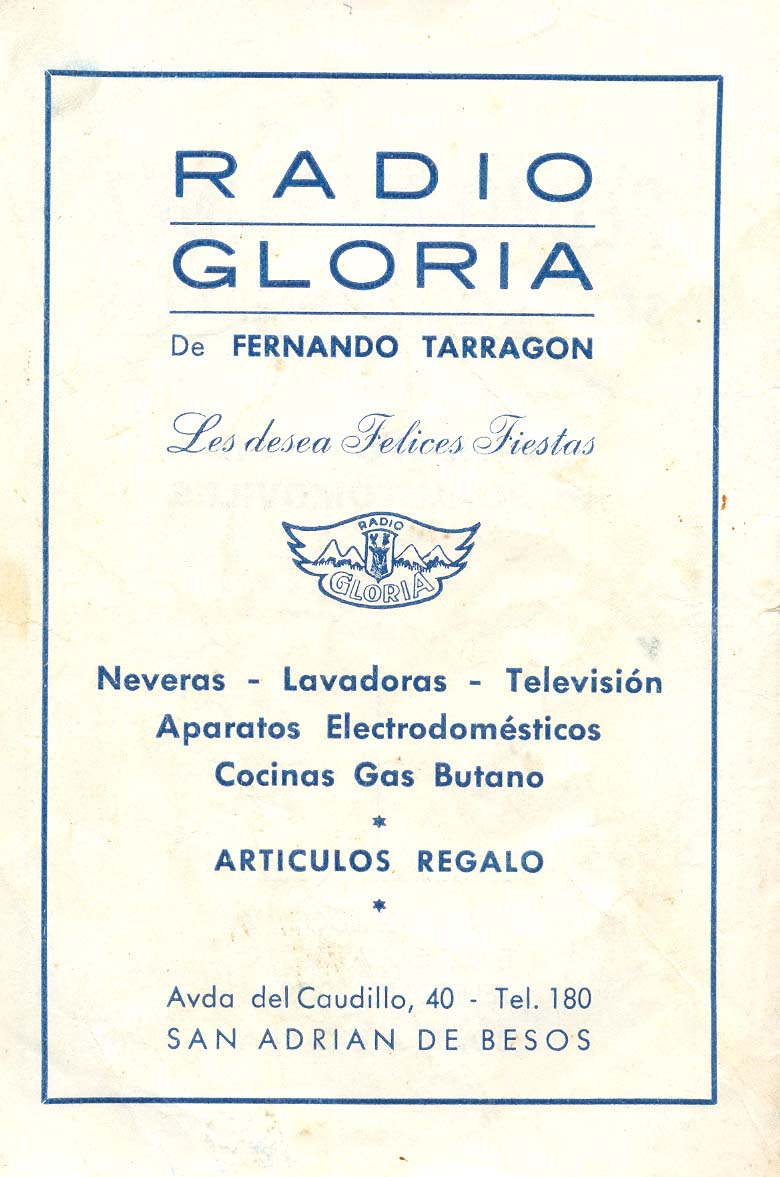 RADIO
GLORIA
De FERNANDO TARRAGON
Les desea Felices Fiestas
RADIO
GLORIA
Neveras - Lavadoras - Televisión
Aparatos Electrodomésticos
Cocinas Gas Butano
*
ARTICULOS REGALO
*
Avda del Caudillo, 40 - Tel. 180
SAN ADRIAN DE BESOS